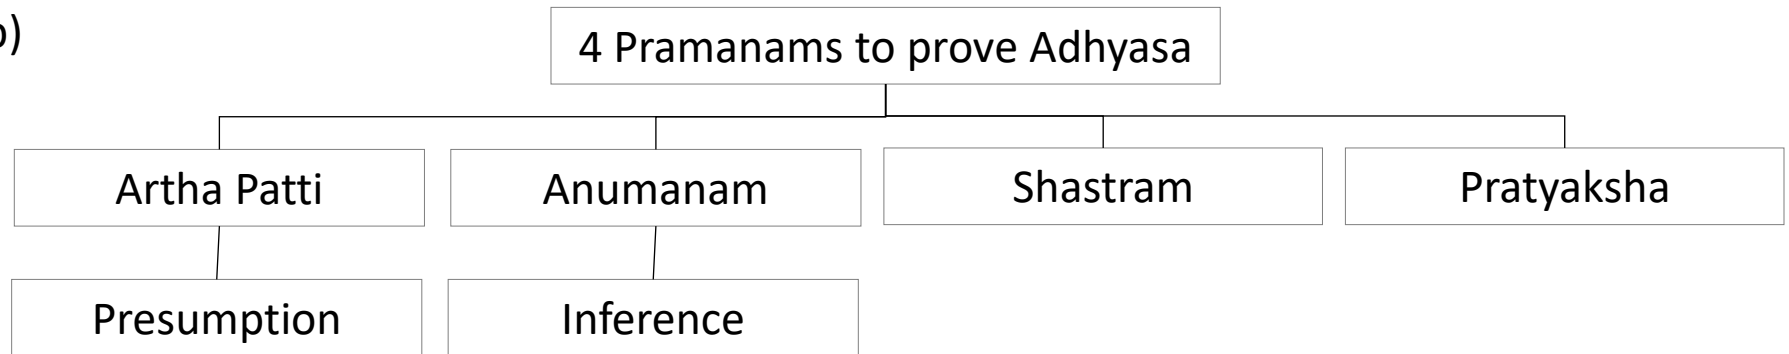 b)
4 Pramanams to prove Adhyasa
Artha Patti
Anumanam
Shastram
Pratyaksha
Presumption
Inference